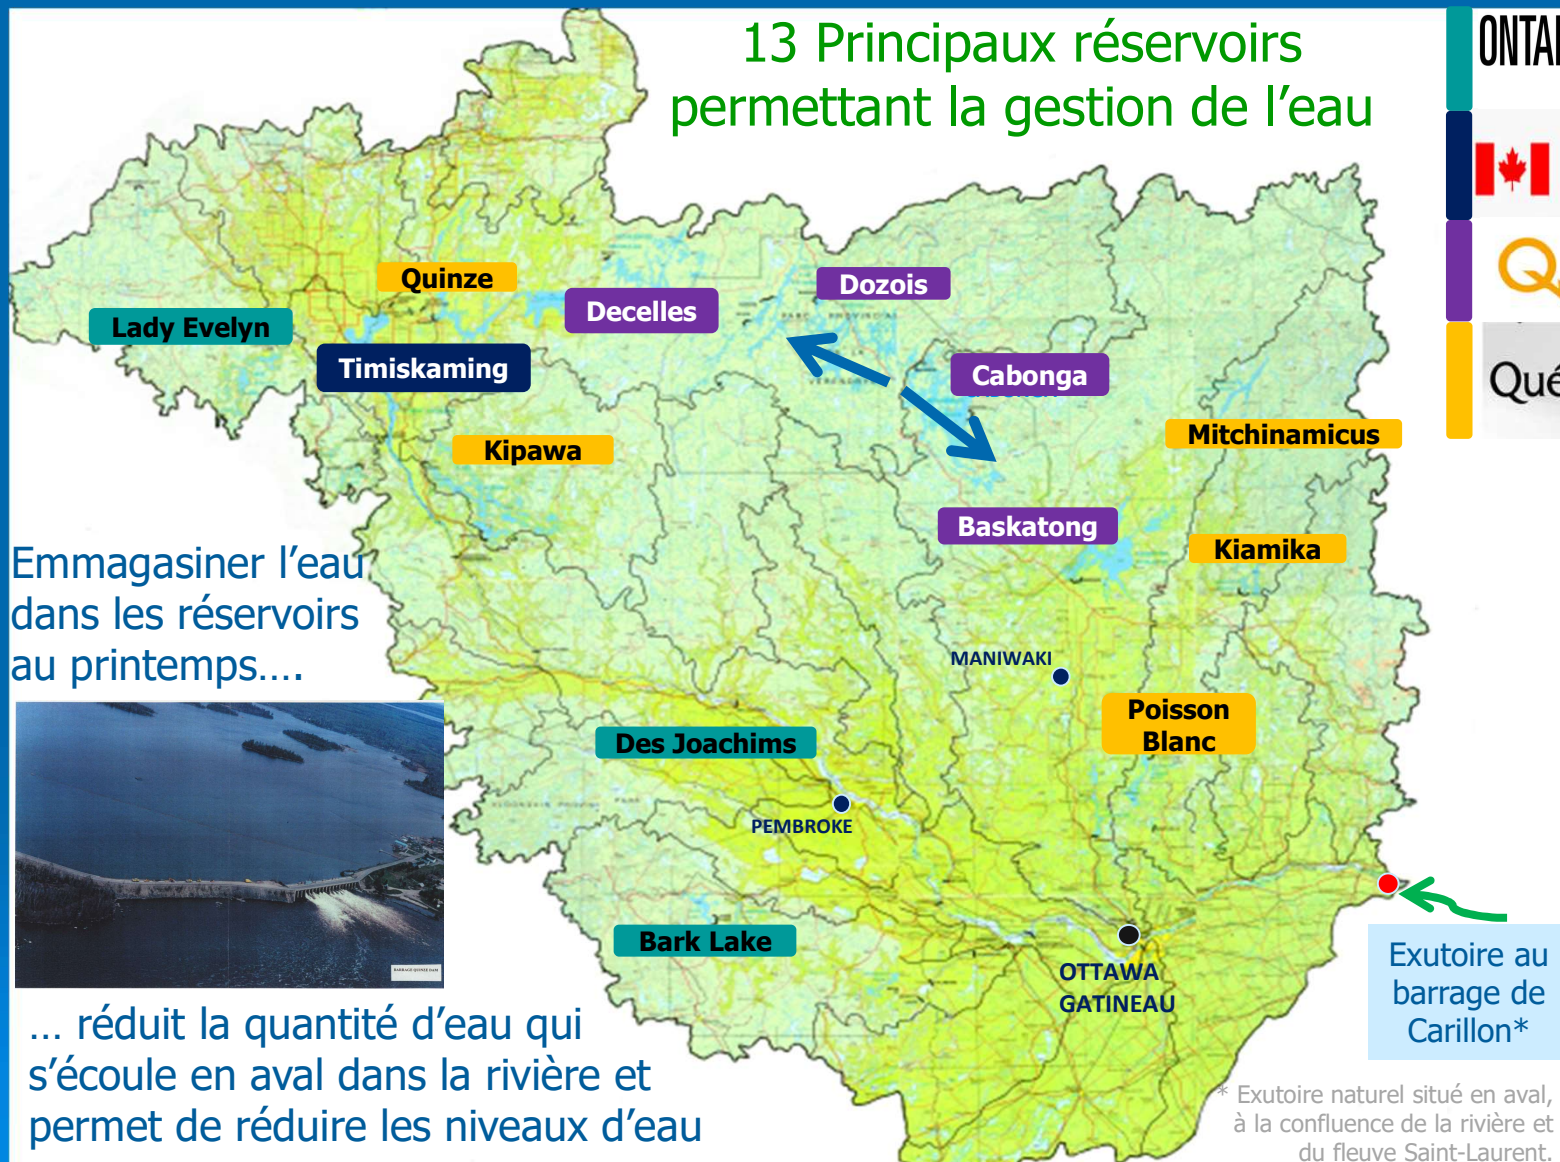 13 Principaux réservoirs
permettant la gestion de l’eau
ONTA
Quinze
Dozois
Decelles
Lady Evelyn
Timiskaming
Cabonga
Qué
Kipawa
Mitchinamicus
Baskatong
Kiamika
Emmagasiner l’eau
dans les réservoirs
au printemps….
MANIWAKI
Poisson
Blanc
Des Joachims
PEMBROKE
Bark Lake
OTTAWA
GATINEAU
Exutoire au
barrage de
Carillon*
BARRAGE QUINZE DAM
… réduit la quantité d’eau qui
s’écoule en aval dans la rivière et
permet de réduire les niveaux d’eau
* Exutoire naturel situé en aval,
à la confluence de la rivière et
du fleuve Saint-Laurent.